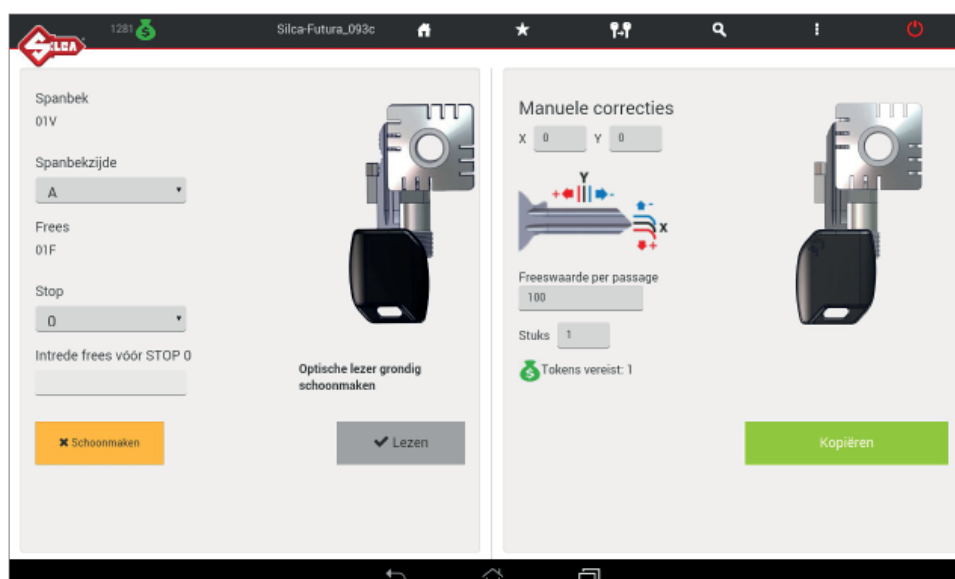 SILCA
1281
Silca-Futura_093c
Spanbek
01V
Spanbekzijde
A
Frees
01F
Stop
0
Intrede frees vóór STOP 0
Optische lezer grondig
schoonmaken
Schoonmaken
Lezen
Manuele correcties
X 0 Y 0
Y
+ -
-
X
+
Freeswaarde per passage
100
Stuks 1
Tokens vereist: 1
Kopiëren